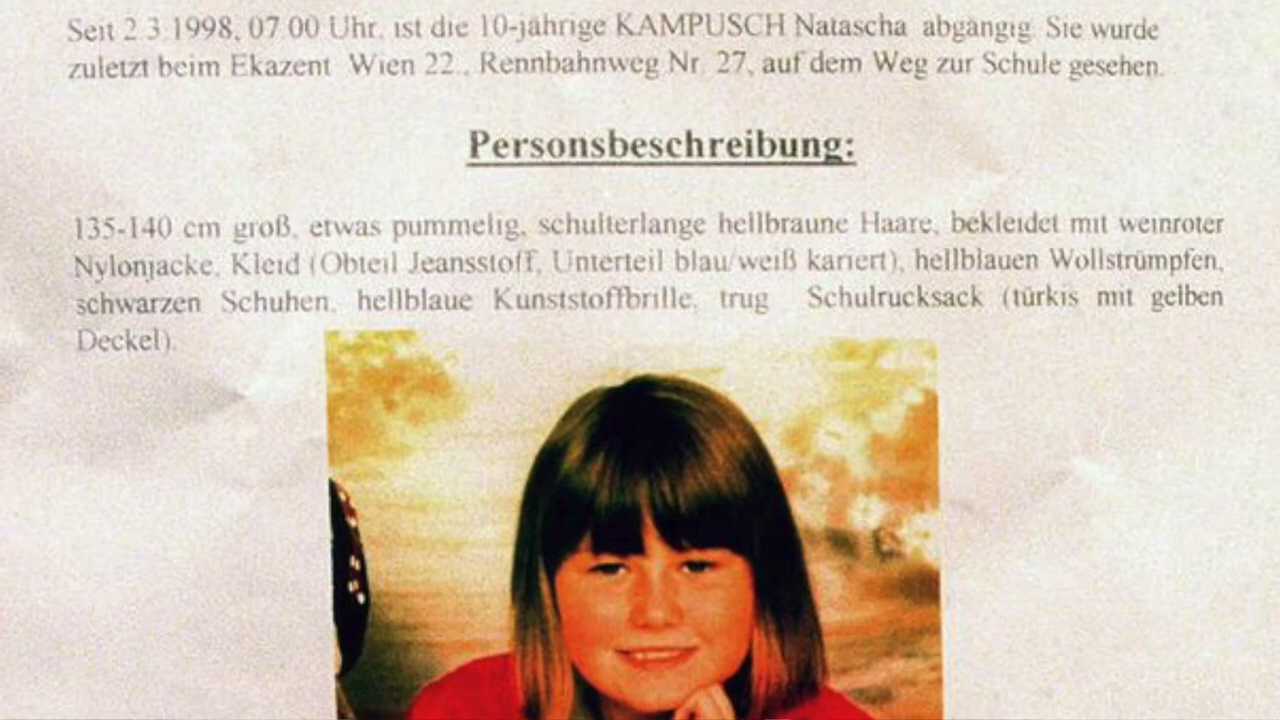 Seit 2.3.1998, 07.00 Uhr, ist die 10-jährige KAMPUSCH Natascha abgängig. Sie wurde
zuletzt beim Ekazent Wien 22., Rennbahnweg Nr. 27, auf dem Weg zur Schule gesehen.
Personsbeschreibung:
135-140 cm groß, etwas pummelig, schulterlange hellbraune Haare, bekleidet mit weinroter
Nylonjacke, Kleid (Obteil Jeansstoff, Unterteil blau/weiß kariert), hellblauen Wollstrümpfen,
schwarzen Schuhen, hellblaue Kunststoffbrille, trug Schulrucksack (türkis mit gelben
Deckel).